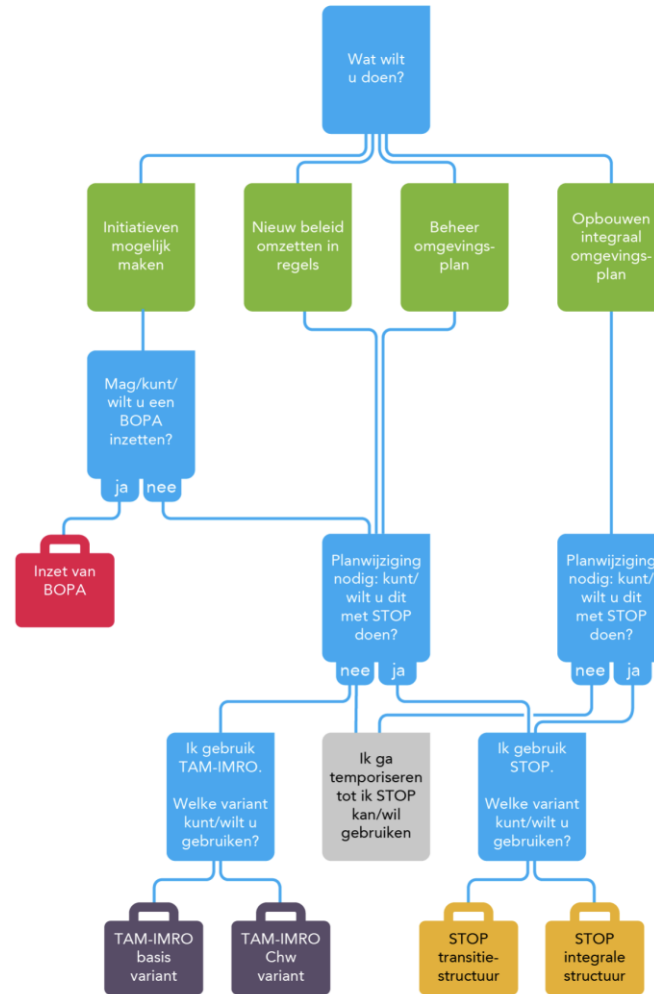 Wat wilt
u doen?
Initiatieven
mogelijk
maken
Nieuw beleid
omzetten in
regels
Beheer
omgevings-
plan
Opbouwen
integraal
omgevings-
plan
Mag/kunt/
wilt u een
BOPA
inzetten?
ja
nee
Inzet van
BOPA
Planwijziging
nodig: kunt/
wilt u dit
met STOP
doen?
nee
ja
Planwijziging
nodig: kunt/
wilt u dit
met STOP
doen?
nee
ja
Ik gebruik
TAM-IMRO.
Welke variant
kunt/wilt u
gebruiken?
Ik ga
temporiseren
tot ik STOP
kan/wil
gebruiken
Ik gebruik
STOP.
Welke variant
kunt/wilt u
gebruiken?
TAM-IMRO
basis
variant
TAM-IMRO
Chw
variant
STOP
transitie-
structuur
STOP
integrale
structuur